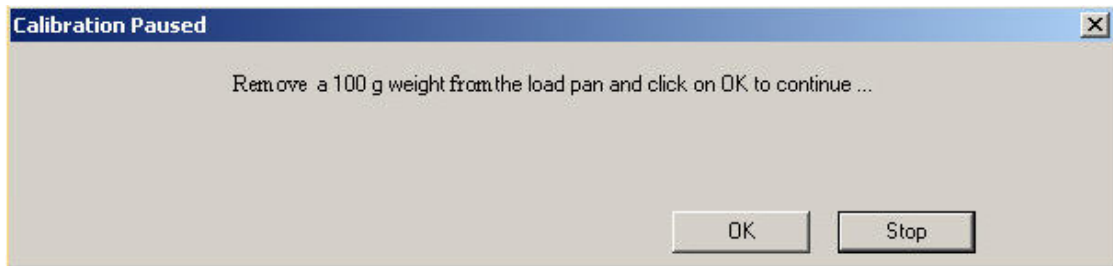 Calibration Paused
Remove a 100 g weight from the load pan and click on OK to continue ...
OK
Stop